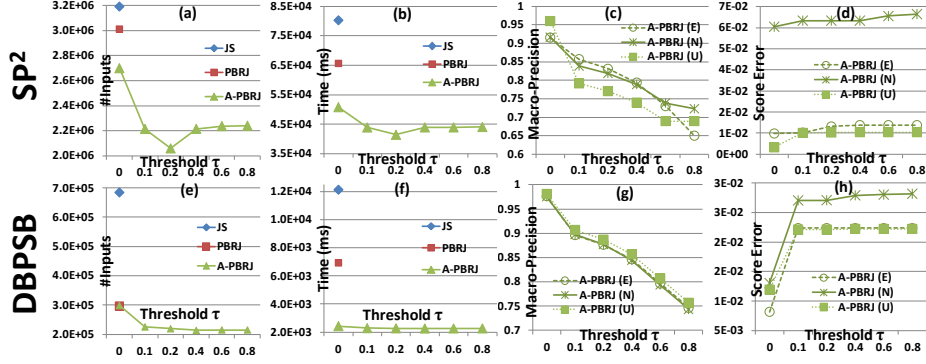 SP²
(a)
3.2E+06
3.0E+06
2.8E+06
2.6E+06
2.4E+06
2.2E+06
2.0E+06
#Inputs
JS
PBRJ
A-PBRJ
Threshold τ
0 0.1 0.2 0.4 0.6 0.8
(b)
8.5E+04
7.5E+04
6.5E+04
5.5E+04
4.5E+04
3.5E+04
Time (ms)
JS
PBRJ
A-PBRJ
Threshold τ
0 0.1 0.2 0.4 0.6 0.8
(c)
1
0.95
0.9
0.85
0.8
0.75
0.7
0.65
0.6
Macro-Precision
A-PBRJ (E)
A-PBRJ (N)
A-PBRJ (U)
Threshold τ
0 0.1 0.2 0.4 0.6 0.8
(d)
7E-02
6E-02
5E-02
4E-02
3E-02
2E-02
1E-02
0E+00
Score Error
A-PBRJ (E)
A-PBRJ (N)
A-PBRJ (U)
Threshold τ
0 0.1 0.2 0.4 0.6 0.8
DBPSB
(e)
7.0E+05
6.0E+05
5.0E+05
4.0E+05
3.0E+05
2.0E+05
#Inputs
JS
PBRJ
A-PBRJ
Threshold τ
0 0.1 0.2 0.4 0.6 0.8
(f)
1.2E+04
1.0E+04
8.0E+03
6.0E+03
4.0E+03
2.0E+03
Time (ms)
JS
PBRJ
A-PBRJ
Threshold τ
0 0.1 0.2 0.4 0.6 0.8
(g)
1
0.95
0.9
0.85
0.8
0.75
0.7
Macro-Precision
A-PBRJ (E)
A-PBRJ (N)
A-PBRJ (U)
Threshold τ
0 0.1 0.2 0.4 0.6 0.8
(h)
3E-02
3E-02
2E-02
2E-02
1E-02
5E-03
Score Error
A-PBRJ (E)
A-PBRJ (N)
A-PBRJ (U)
Threshold τ
0 0.1 0.2 0.4 0.6 0.8